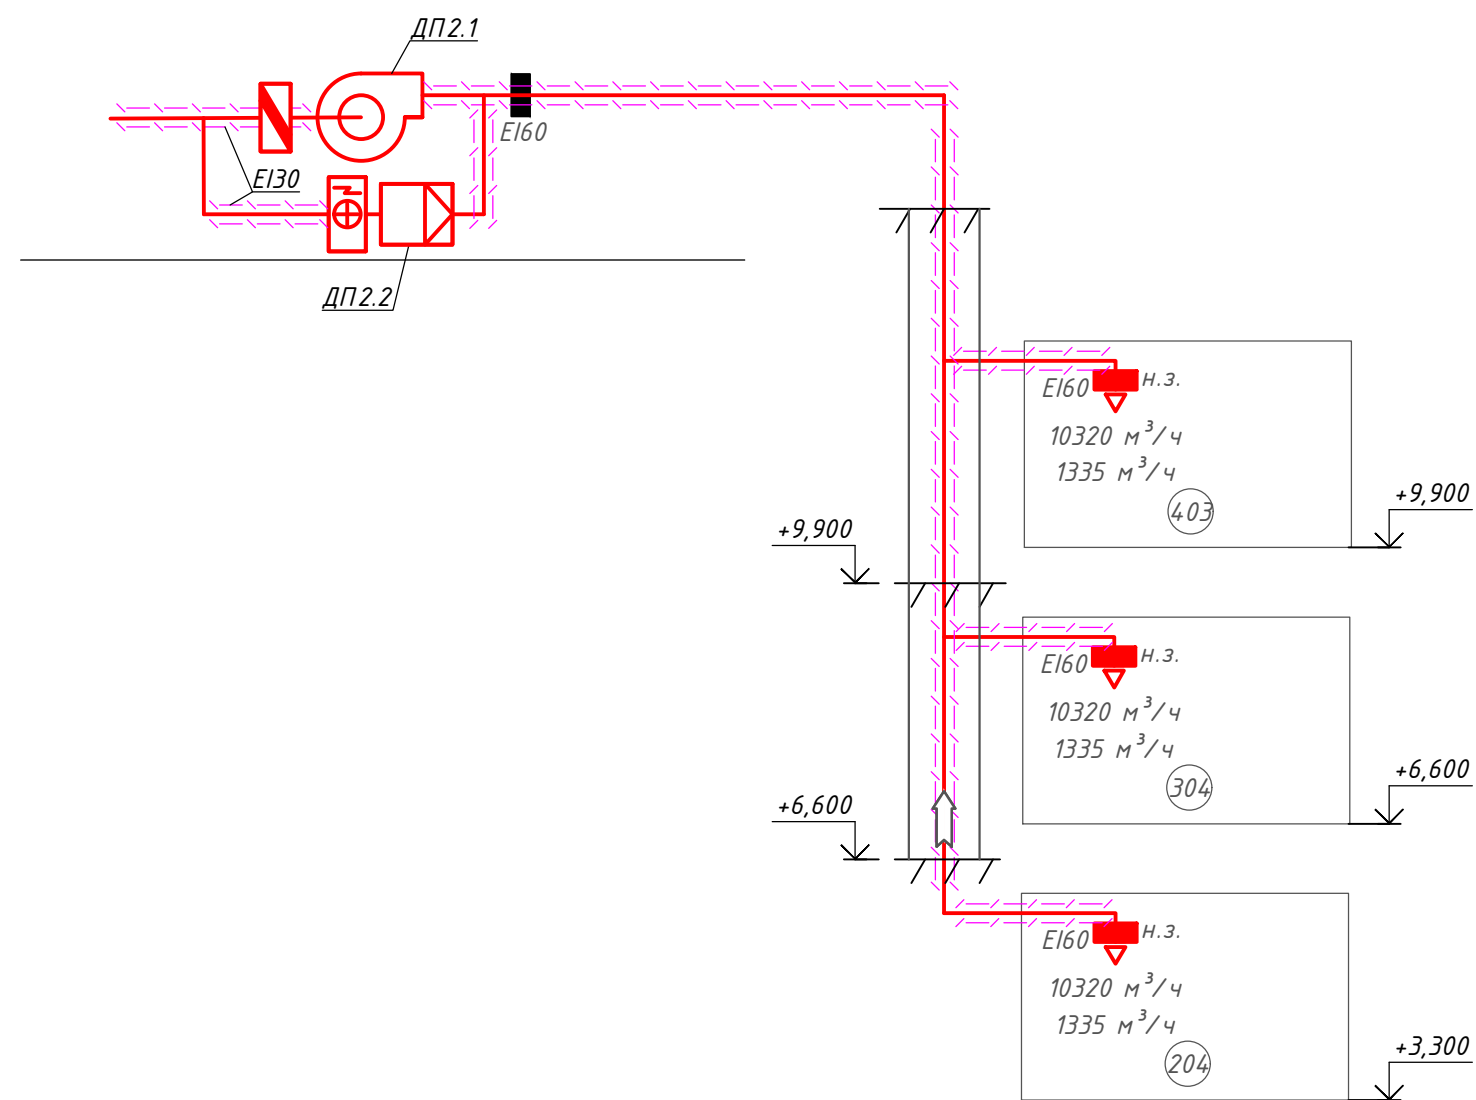 ДП2.1
EI60
EI30
ДП2.2
EI60 н.з.
10320 м³/ч
1335 м³/ч
403
+9,900
+9,900
EI60 н.з.
10320 м³/ч
1335 м³/ч
304
+6,600
+6,600
EI60 н.з.
10320 м³/ч
1335 м³/ч
204
+3,300